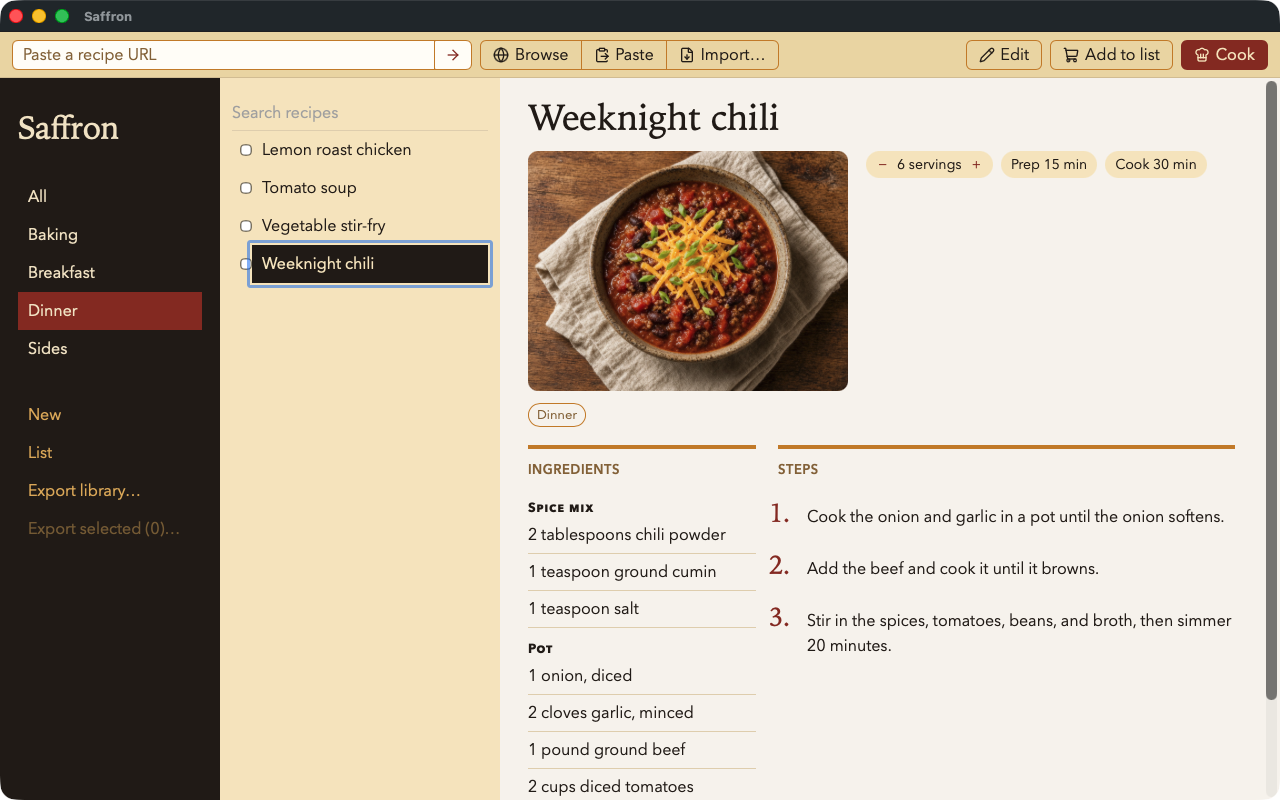 Saffron
Paste a recipe URL
Browse
Paste
Import…
Edit
Add to list
Cook
Saffron
All
Baking
Breakfast
Dinner
Sides
New
List
Export library…
Export selected (0)…
Search recipes
Lemon roast chicken
Tomato soup
Vegetable stir-fry
Weeknight chili
Weeknight chili
− 6 servings +
Prep 15 min
Cook 30 min
Dinner
INGREDIENTS
SPICE MIX
2 tablespoons chili powder
1 teaspoon ground cumin
1 teaspoon salt
POT
1 onion, diced
2 cloves garlic, minced
1 pound ground beef
2 cups diced tomatoes
STEPS
1. Cook the onion and garlic in a pot until the onion softens.
2. Add the beef and cook it until it browns.
3. Stir in the spices, tomatoes, beans, and broth, then simmer
20 minutes.